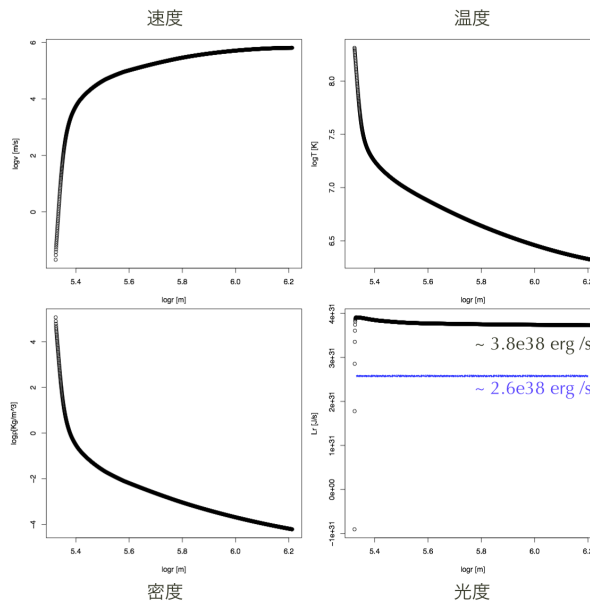 速度
温度
6
4
2
0
logv [m/s]
5.4 5.6 5.8 6.0 6.2
logr [m]
8.0
7.5
7.0
6.5
logT [K]
5.4 5.6 5.8 6.0 6.2
logr [m]
4
2
0
-2
-4
logρ[Kg/m^3]
5.4 5.6 5.8 6.0 6.2
logr [m]
4e+31
3e+31
2e+31
1e+31
0e+00
-1e+31
Lr [J/s]
~ 3.8e38 erg /s
~ 2.6e38 erg /s
5.4 5.6 5.8 6.0 6.2
logr [m]
密度
光度